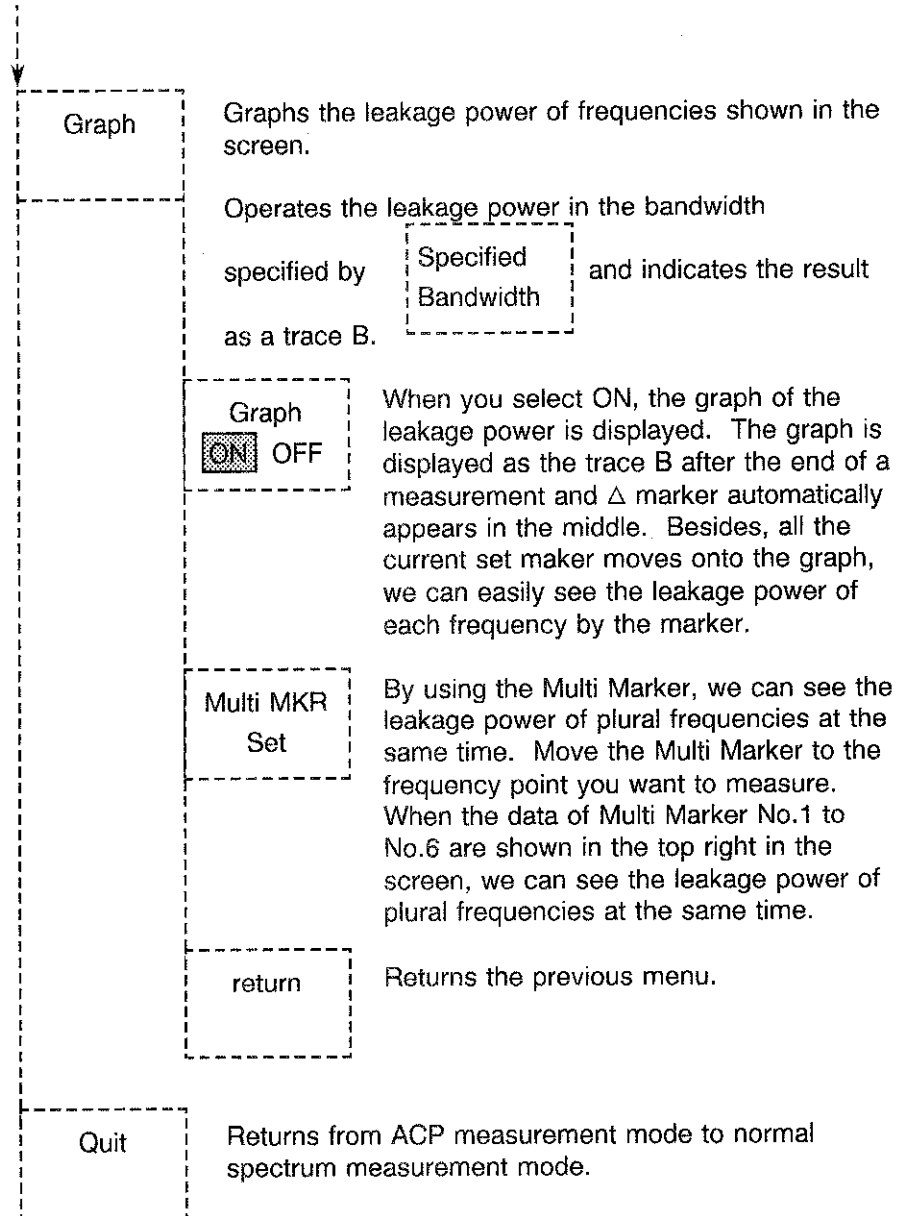 Graph
Graphs the leakage power of frequencies shown in the
screen.
Operates the leakage power in the bandwidth
specified by
Specified
Bandwidth
and indicates the result
as a trace B.
Graph
ON OFF
When you select ON, the graph of the
leakage power is displayed. The graph is
displayed as the trace B after the end of a
measurement and △ marker automatically
appears in the middle. Besides, all the
current set maker moves onto the graph,
we can easily see the leakage power of
each frequency by the marker.
Multi MKR
Set
By using the Multi Marker, we can see the
leakage power of plural frequencies at the
same time. Move the Multi Marker to the
frequency point you want to measure.
When the data of Multi Marker No.1 to
No.6 are shown in the top right in the
screen, we can see the leakage power of
plural frequencies at the same time.
return
Returns the previous menu.
Quit
Returns from ACP measurement mode to normal
spectrum measurement mode.